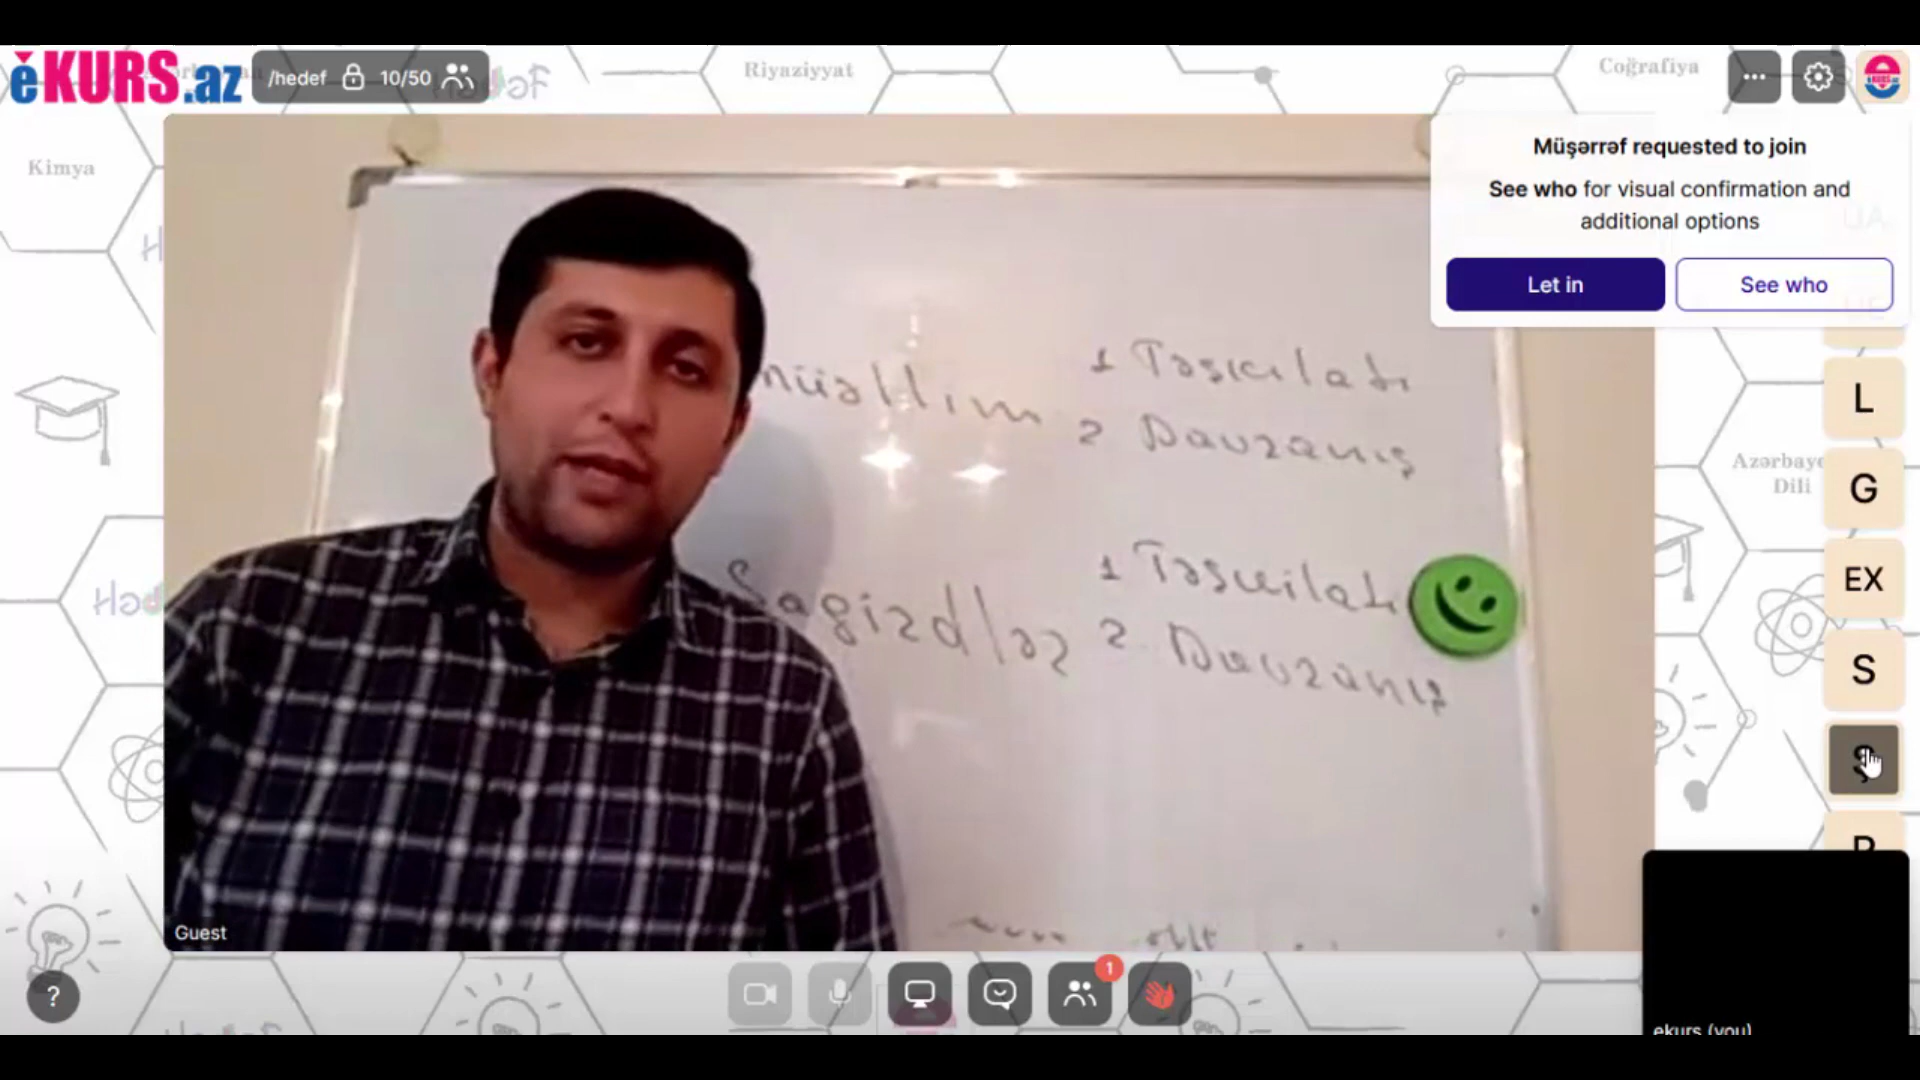 ėKURS.az
/hedef 10/50
Riyaziyyat
Coğrafiya
Kimya
Müşərrəf requested to join
See who for visual confirmation and
additional options
Let in
See who
müəllim
1 Təşkilatı
2 Davranış
Şagirdlər
1 Təşkilatı
2 Davranış
L
G
EX
S
Ş
Azərbayc
Dili
Guest
1
?
ekurs (you)